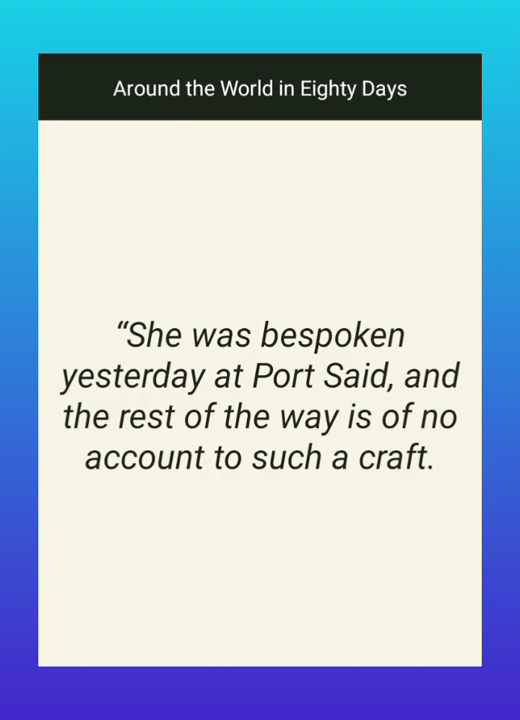 Around the World in Eighty Days
“She was bespoken
yesterday at Port Said, and
the rest of the way is of no
account to such a craft.